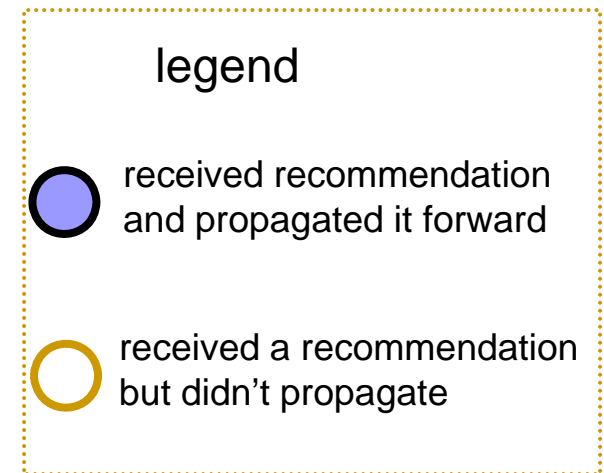 legend
received recommendation
and propagated it forward
received a recommendation
but didn’t propagate